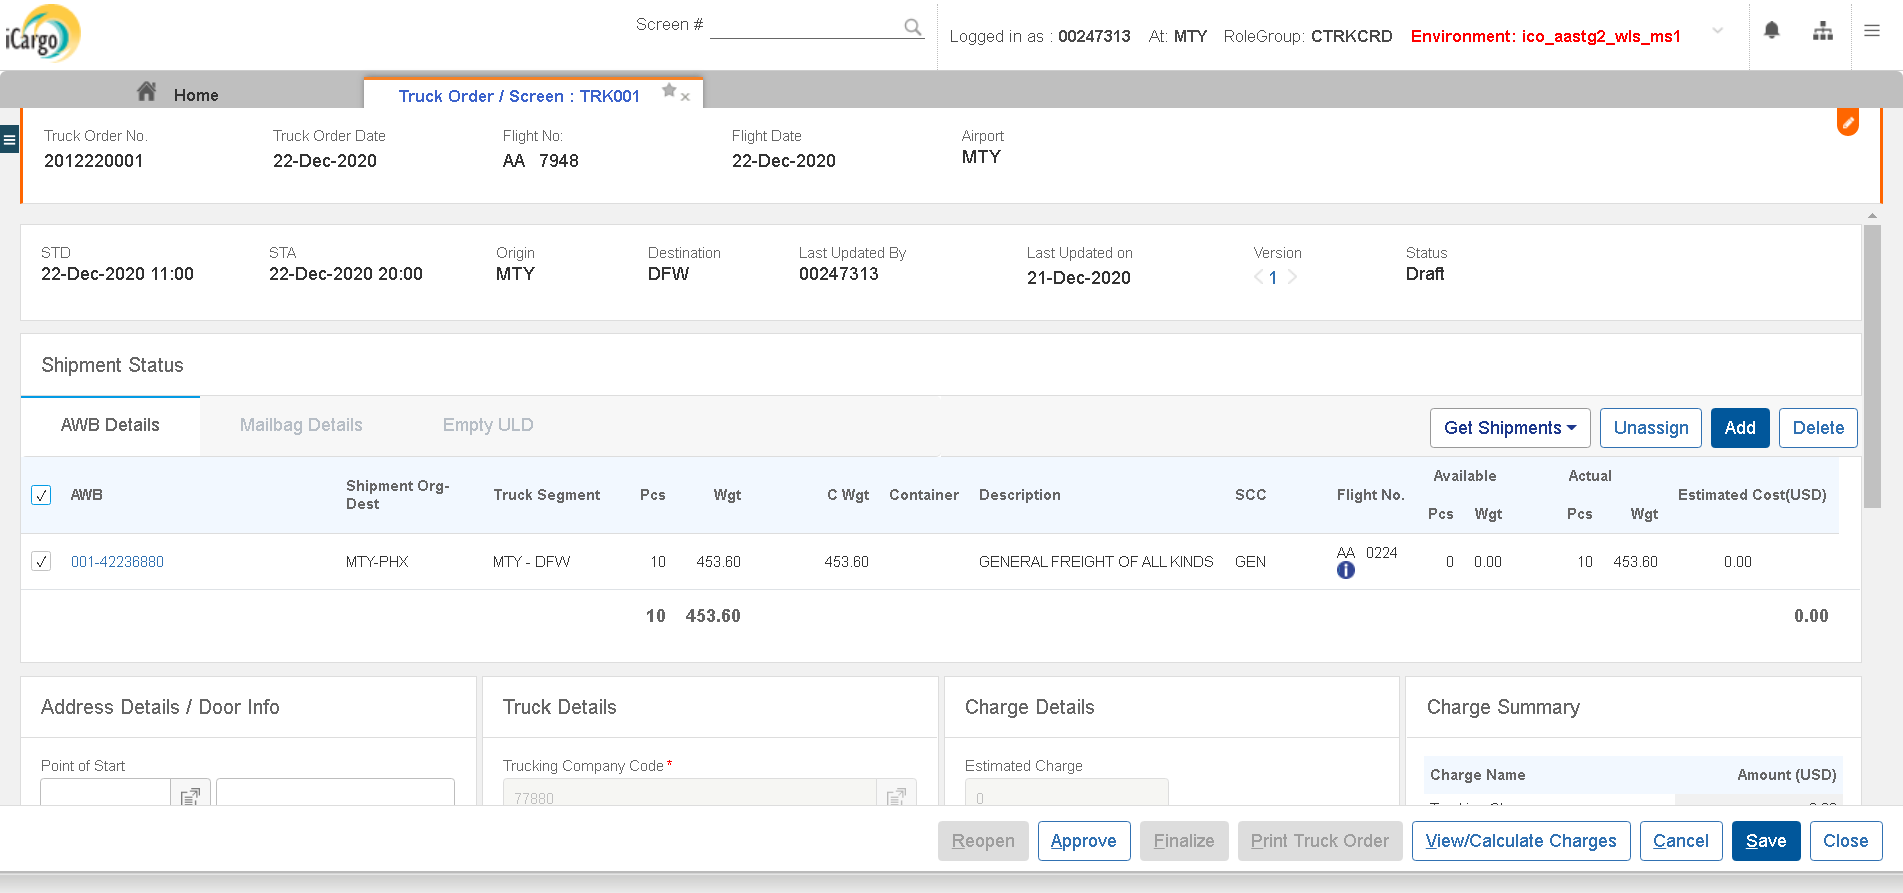 iCargo
Screen #
Logged in as : 00247313 At: MTY RoleGroup: CTRKCRD Environment: ico_aastg2_wls_ms1
Home
Truck Order / Screen : TRK001
Truck Order No. Truck Order Date Flight No: Flight Date Airport
2012220001 22-Dec-2020 AA 7948 22-Dec-2020 MTY
STD STA Origin Destination Last Updated By Last Updated on Version Status
22-Dec-2020 11:00 22-Dec-2020 20:00 MTY DFW 00247313 21-Dec-2020 1 Draft
Shipment Status
AWB Details Mailbag Details Empty ULD Get Shipments Unassign Add Delete
AWB Shipment Org-Dest Truck Segment Pcs Wgt C Wgt Container Description SCC Flight No. Available Pcs Wgt Actual Pcs Wgt Estimated Cost(USD)
001-42236880 MTY-PHX MTY - DFW 10 453.60 453.60 GENERAL FREIGHT OF ALL KINDS GEN AA 0224 0 0.00 10 453.60 0.00
10 453.60 0.00
Address Details / Door Info Truck Details Charge Details Charge Summary
Point of Start Trucking Company Code * Estimated Charge Charge Name Amount (USD)
77880 0
Reopen Approve Finalize Print Truck Order View/Calculate Charges Cancel Save Close